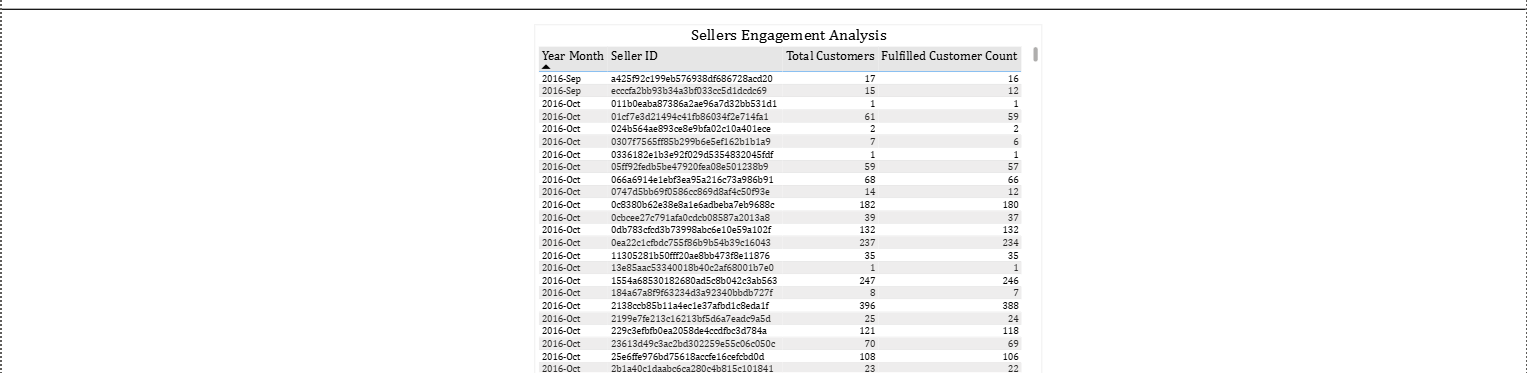 Sellers Engagement Analysis
Year Month Seller ID Total Customers Fulfilled Customer Count
2016-Sep a425f92c199eb576938df686728acd20 17 16
2016-Sep ecccfa2bb93b34a3bf033cc5d1dcdc69 15 12
2016-Oct 011b0eaba87386a2ae96a7d32bb531d1 1 1
2016-Oct 01cf7e3d21494c41fb86034f2e714fa1 61 59
2016-Oct 024b564ae893ce8e9bfa02c10a401ece 2 2
2016-Oct 0307f7565ff85b299b6e5ef162b1b1a9 7 6
2016-Oct 0336182e1b3e92f029d5354832045fdf 1 1
2016-Oct 05ff92fedb5be47920fea08e501238b9 59 57
2016-Oct 066a6914e1ebf3ea95a216c73a986b91 68 66
2016-Oct 0747d5bb69f0586cc869d8af4c50f93e 14 12
2016-Oct 0c8380b62e38e8a1e6adbeba7eb9688c 182 180
2016-Oct 0cbcee27c791afa0cdcb08587a2013a8 39 37
2016-Oct 0db783cfcd3b73998abc6e10e59a102f 132 132
2016-Oct 0ea22c1cfbdc755f86b9b54b39c16043 237 234
2016-Oct 11305281b50fff20ae8bb473f8e11876 35 35
2016-Oct 13e85aac53340018b40c2af68001b7e0 1 1
2016-Oct 1554a68530182680ad5c8b042c3ab563 247 246
2016-Oct 184a67a8f9f63234d3a92340bbdb727f 8 7
2016-Oct 2138ccb85b11a4ec1e37afbd1c8eda1f 396 388
2016-Oct 2199e7fe213c16213bf5d6a7eadc9a5d 25 24
2016-Oct 229c3efbfb0ea2058de4ccdfbc3d784a 121 118
2016-Oct 23613d49c3ac2bd302259e55c06c050c 70 69
2016-Oct 25e6ffe976bd75618accfe16cefcbd0d 108 106
2016-Oct 2b1a40c1daabc6ca280c4b815c101841 23 22